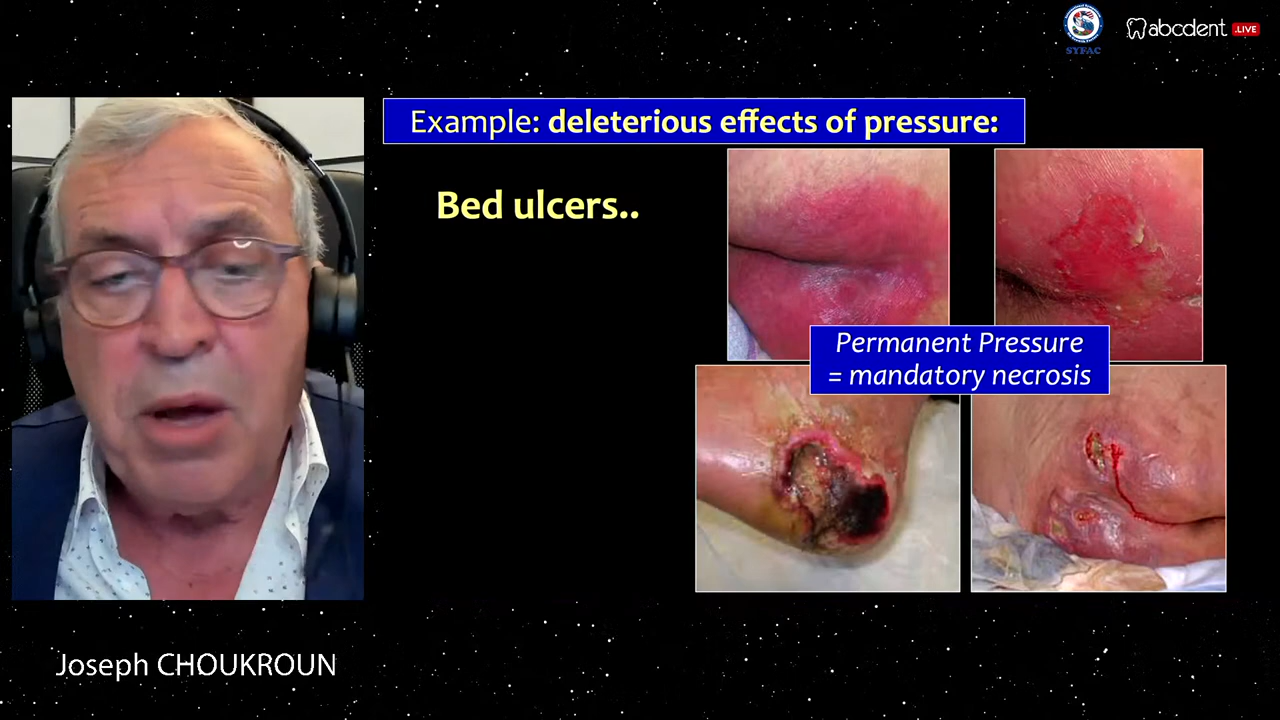 SYFAC
abcdent .LIVE
Example: deleterious effects of pressure:
Bed ulcers..
Permanent Pressure
= mandatory necrosis
Joseph CHOUKROUN